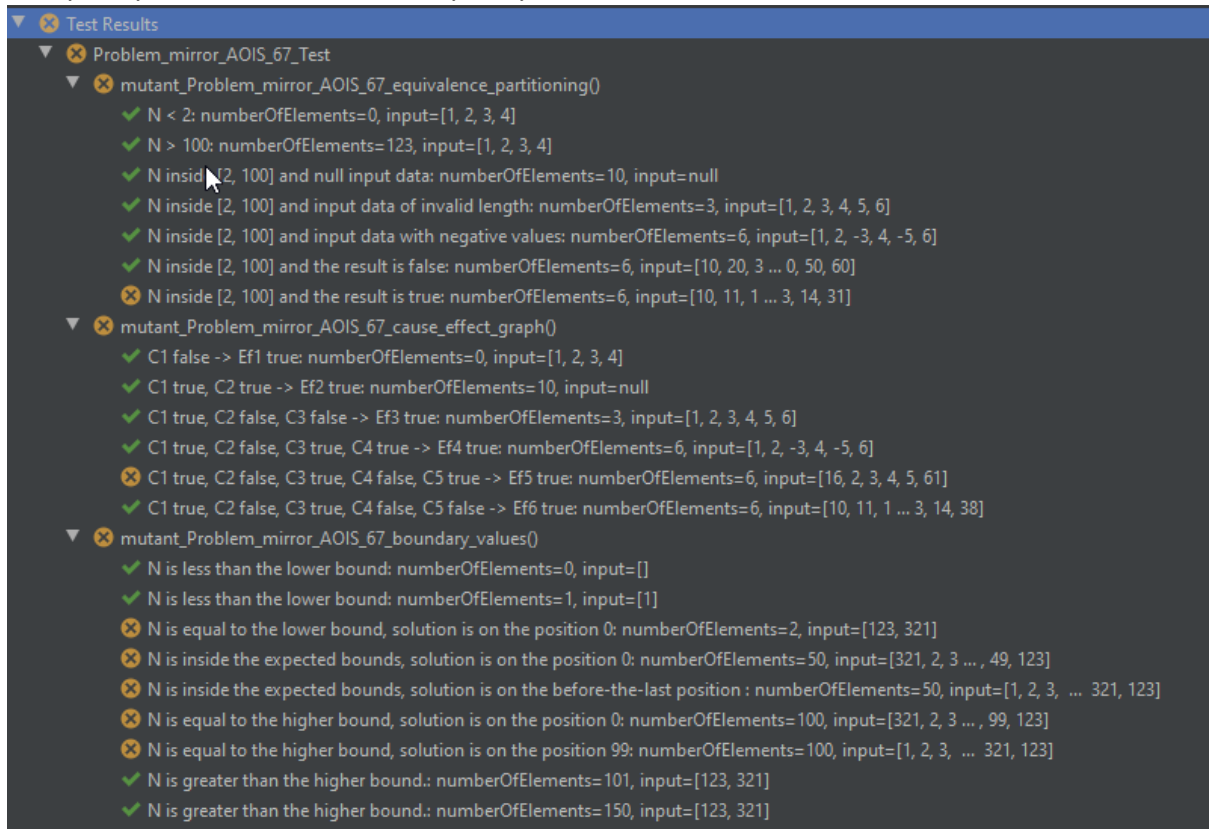 Test Results
Problem_mirror_AOIS_67_Test
mutant_Problem_mirror_AOIS_67_equivalence_partitioning()
N < 2: numberOfElements=0, input=[1, 2, 3, 4]
N > 100: numberOfElements=123, input=[1, 2, 3, 4]
N inside [2, 100] and null input data: numberOfElements=10, input=null
N inside [2, 100] and input data of invalid length: numberOfElements=3, input=[1, 2, 3, 4, 5, 6]
N inside [2, 100] and input data with negative values: numberOfElements=6, input=[1, 2, -3, 4, -5, 6]
N inside [2, 100] and the result is false: numberOfElements=6, input=[10, 20, 3 ... 0, 50, 60]
N inside [2, 100] and the result is true: numberOfElements=6, input=[10, 11, 1 ... 3, 14, 31]
mutant_Problem_mirror_AOIS_67_cause_effect_graph()
C1 false -> Ef1 true: numberOfElements=0, input=[1, 2, 3, 4]
C1 true, C2 true -> Ef2 true: numberOfElements=10, input=null
C1 true, C2 false, C3 false -> Ef3 true: numberOfElements=3, input=[1, 2, 3, 4, 5, 6]
C1 true, C2 false, C3 true, C4 true -> Ef4 true: numberOfElements=6, input=[1, 2, -3, 4, -5, 6]
C1 true, C2 false, C3 true, C4 false, C5 true -> Ef5 true: numberOfElements=6, input=[16, 2, 3, 4, 5, 61]
C1 true, C2 false, C3 true, C4 false, C5 false -> Ef6 true: numberOfElements=6, input=[10, 11, 1 ... 3, 14, 38]
mutant_Problem_mirror_AOIS_67_boundary_values()
N is less than the lower bound: numberOfElements=0, input=[]
N is less than the lower bound: numberOfElements=1, input=[1]
N is equal to the lower bound, solution is on the position 0: numberOfElements=2, input=[123, 321]
N is inside the expected bounds, solution is on the position 0: numberOfElements=50, input=[321, 2, 3 ... , 49, 123]
N is inside the expected bounds, solution is on the before-the-last position : numberOfElements=50, input=[1, 2, 3, ... 321, 123]
N is equal to the higher bound, solution is on the position 0: numberOfElements=100, input=[321, 2, 3 ... , 99, 123]
N is equal to the higher bound, solution is on the position 99: numberOfElements=100, input=[1, 2, 3, ... 321, 123]
N is greater than the higher bound.: numberOfElements=101, input=[123, 321]
N is greater than the higher bound.: numberOfElements=150, input=[123, 321]